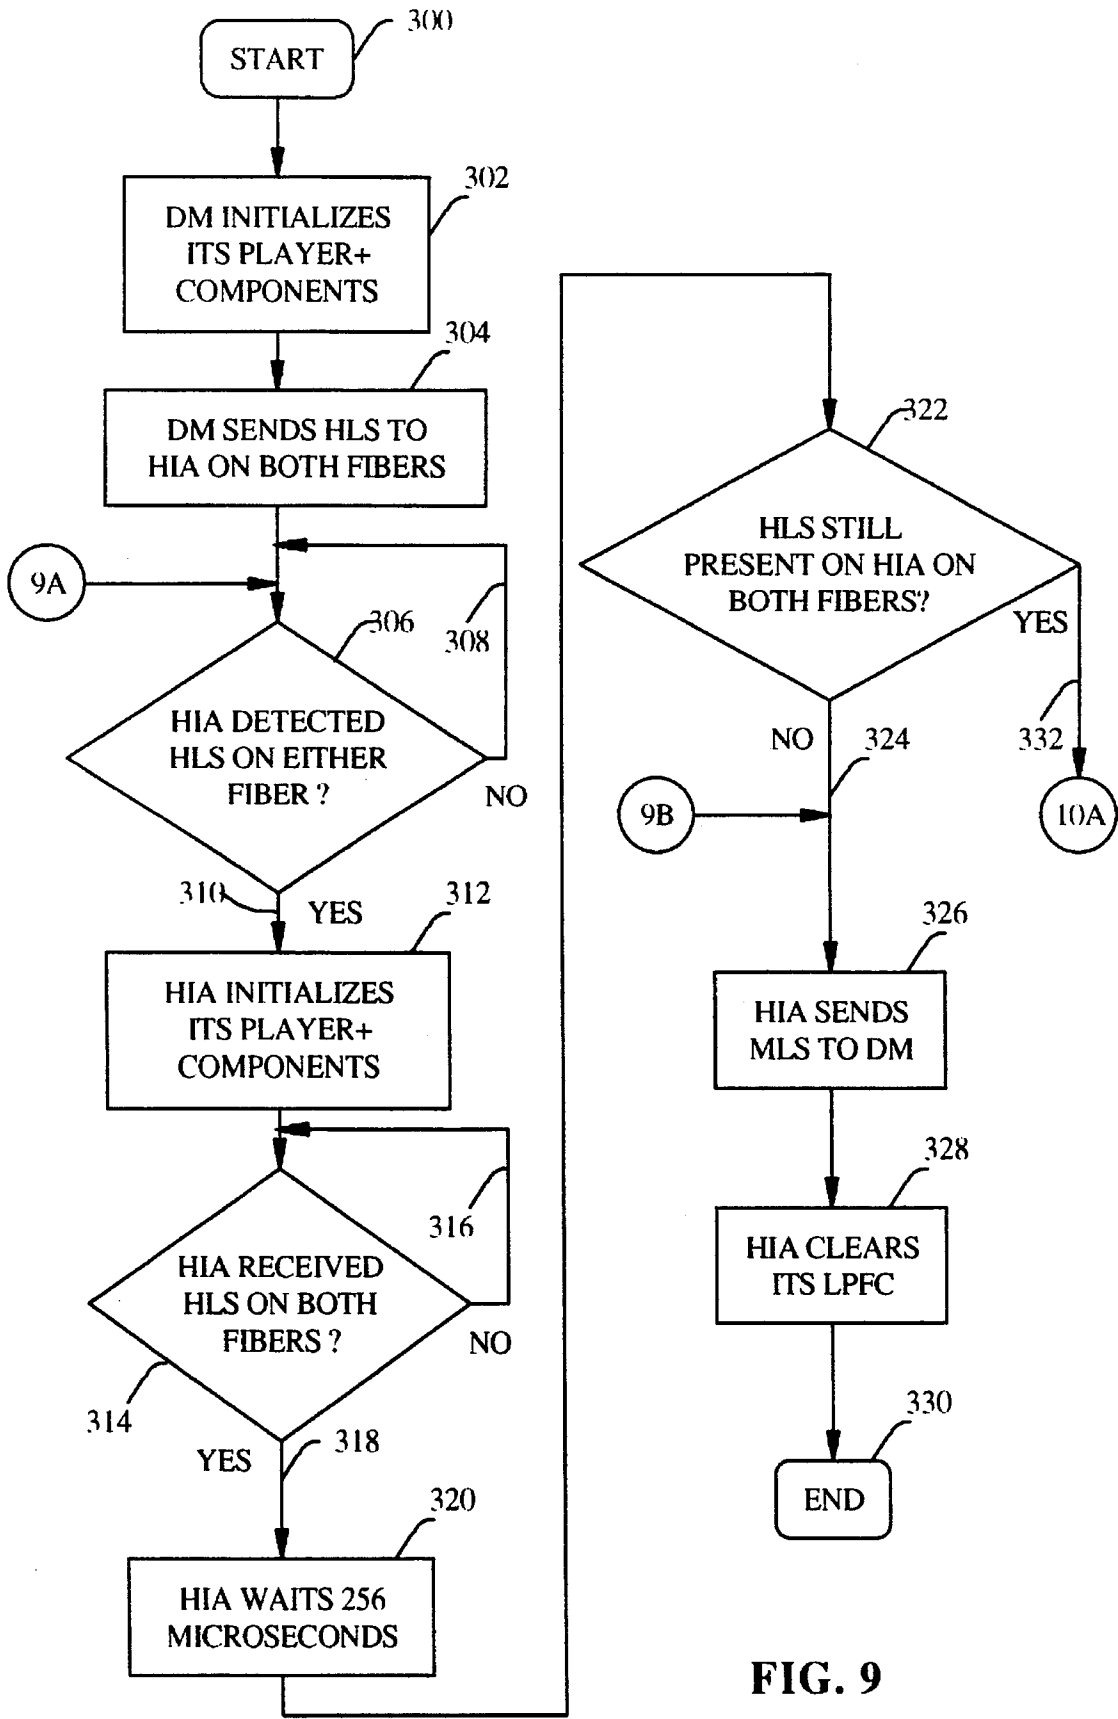 300
START
302
DM INITIALIZES
ITS PLAYER+
COMPONENTS
304
DM SENDS HLS TO
HIA ON BOTH FIBERS
9A
306
308
HIA DETECTED
HLS ON EITHER
FIBER ?
NO
310
YES
312
HIA INITIALIZES
ITS PLAYER+
COMPONENTS
316
HIA RECEIVED
HLS ON BOTH
FIBERS ?
NO
314
YES
318
320
HIA WAITS 256
MICROSECONDS
322
HLS STILL
PRESENT ON HIA ON
BOTH FIBERS?
YES
NO
324
332
9B
10A
326
HIA SENDS
MLS TO DM
328
HIA CLEARS
ITS LPFC
330
END
FIG. 9